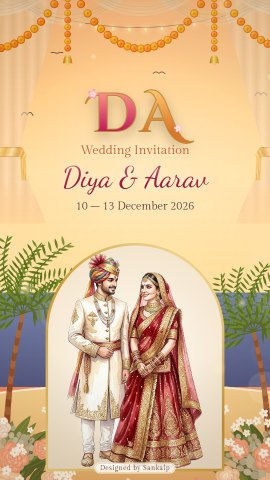 DA
Wedding Invitation
Diya & Aarav
10 — 13 December 2026
Designed by Sankalp